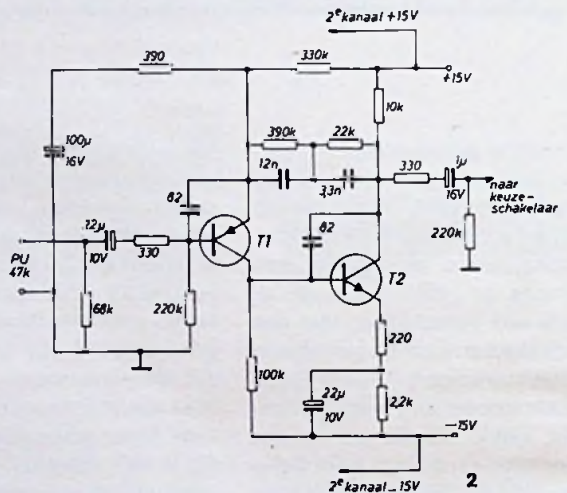 2e kanaal +15V
390
330k
+15V
10k
100µ
16V
390k
22k
12n
3,3n
330
1µ
16V
naar
keuze-
schakelaar
82
12µ
10V
330
T1
82
T2
220k
PU
47k
68k
220k
220
100k
22µ
10V
2,2k
–15V
2e kanaal –15V
2